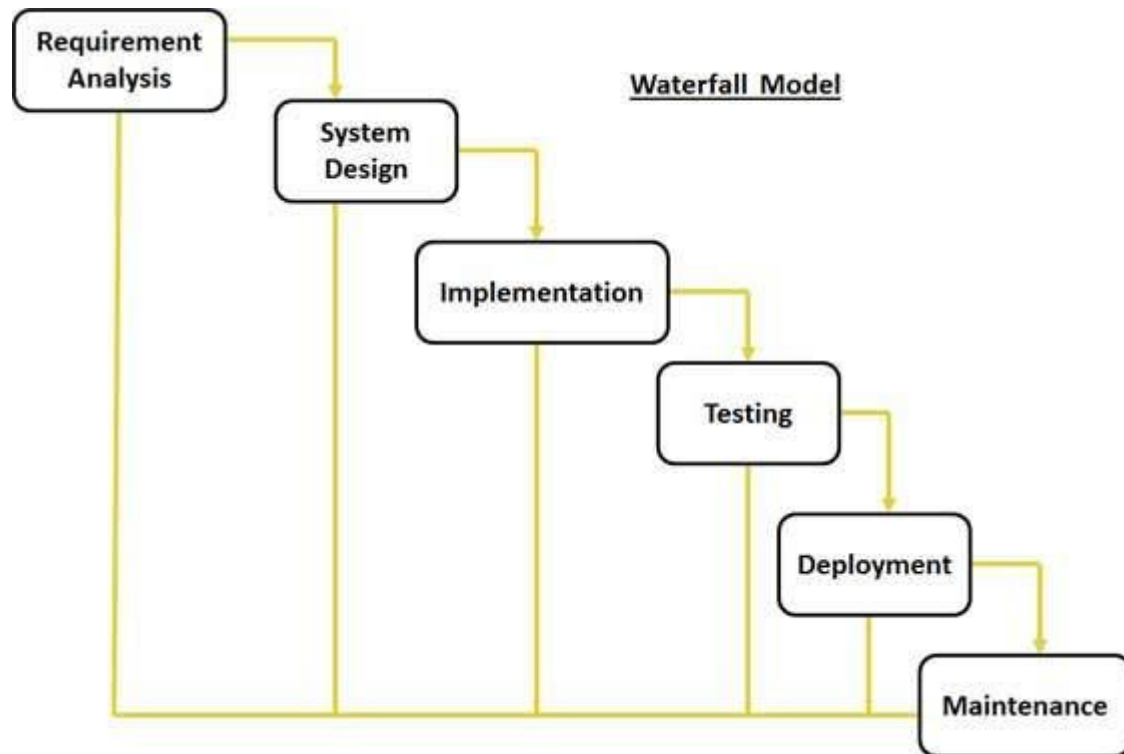 Requirement
Analysis
Waterfall Model
System
Design
Implementation
Testing
Deployment
Maintenance